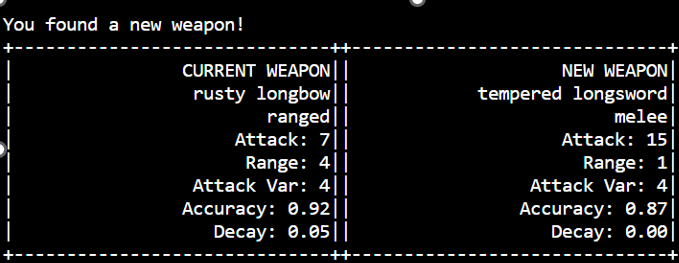 You found a new weapon!
+------------------------------++------------------------------+
|                CURRENT WEAPON||                    NEW WEAPON|
|                 rusty longbow||            tempered longsword|
|                        ranged||                         melee|
|                     Attack: 7||                    Attack: 15|
|                      Range: 4||                      Range: 1|
|                 Attack Var: 4||                 Attack Var: 4|
|                Accuracy: 0.92||                Accuracy: 0.87|
|                   Decay: 0.05||                   Decay: 0.00|
+------------------------------++------------------------------+